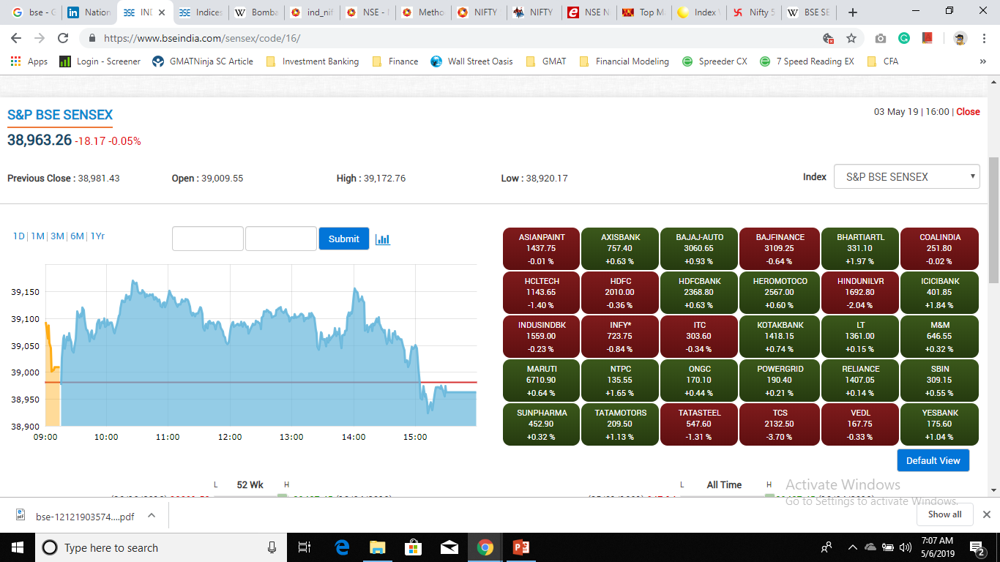 bse - G
Nation
IND
Indices
Bomba
ind_nif
NSE - I
Metho
NIFTY
NIFTY
NSE N
Top M
Index
Nifty 5
BSE SE
https://www.bseindia.com/sensex/code/16/
Apps
Login - Screener
GMATNinja SC Article
Investment Banking
Finance
Wall Street Oasis
GMAT
Financial Modeling
Spreeder CX
7 Speed Reading EX
CFA
S&P BSE SENSEX
03 May 19 | 16:00 | Close
38,963.26 -18.17 -0.05%
Previous Close : 38,981.43
Open : 39,009.55
High : 39,172.76
Low : 38,920.17
Index
S&P BSE SENSEX
1D | 1M | 3M | 6M | 1Yr
Submit
39,150
39,100
39,050
39,000
38,950
38,900
09:00
10:00
11:00
12:00
13:00
14:00
15:00
ASIANPAINT
1437.75
-0.01 %
AXISBANK
757.40
+0.63 %
BAJAJ-AUTO
3060.65
+0.93 %
BAJFINANCE
3109.25
-0.64 %
BHARTIARTL
331.10
+1.97 %
COALINDIA
251.80
-0.02 %
HCLTECH
1143.65
-1.40 %
HDFC
2010.00
-0.36 %
HDFCBANK
2368.80
+0.63 %
HEROMOTOCO
2567.00
+0.60 %
HINDUNILVR
1692.80
-2.04 %
ICICIBANK
401.85
+1.84 %
INDUSINDBK
1559.00
-0.23 %
INFY*
723.75
-0.84 %
ITC
303.60
-0.34 %
KOTAKBANK
1418.15
+0.74 %
LT
1361.00
+0.15 %
M&M
646.55
+0.32 %
MARUTI
6710.90
+0.64 %
NTPC
135.55
+1.65 %
ONGC
170.10
+0.44 %
POWERGRID
190.40
+0.21 %
RELIANCE
1407.05
+0.14 %
SBIN
309.15
+0.55 %
SUNPHARMA
452.90
+0.32 %
TATAMOTORS
209.50
+1.13 %
TATASTEEL
547.60
-1.31 %
TCS
2132.50
-3.70 %
VEDL
167.75
-0.33 %
YESBANK
175.60
+1.04 %
Default View
L 52 Wk H
L All Time H
Activate Windows
Go to Settings to activate Windows.
bse-12121903574....pdf
Show all
Type here to search
7:07 AM
5/6/2019
2